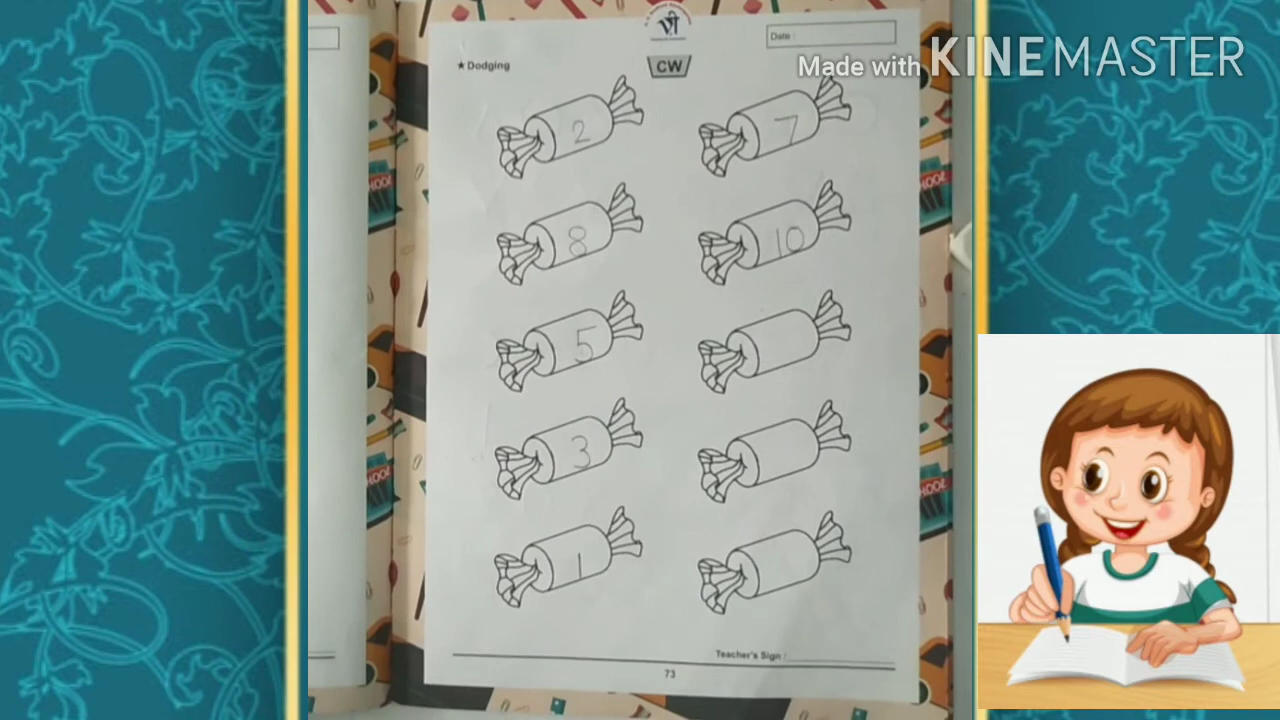 श्री
Date :
Made with KINEMASTER
★ Dodging
CW
2
7
8
10
5
3
1
Teacher's Sign :
73